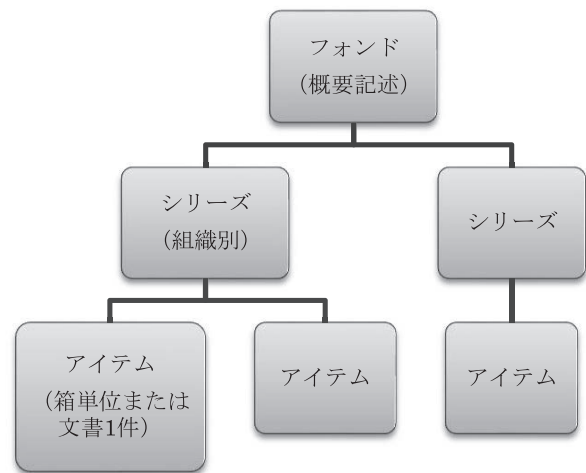 フォンド
（概要記述）
シリーズ
（組織別）
シリーズ
アイテム
（箱単位または
文書1件）
アイテム
アイテム